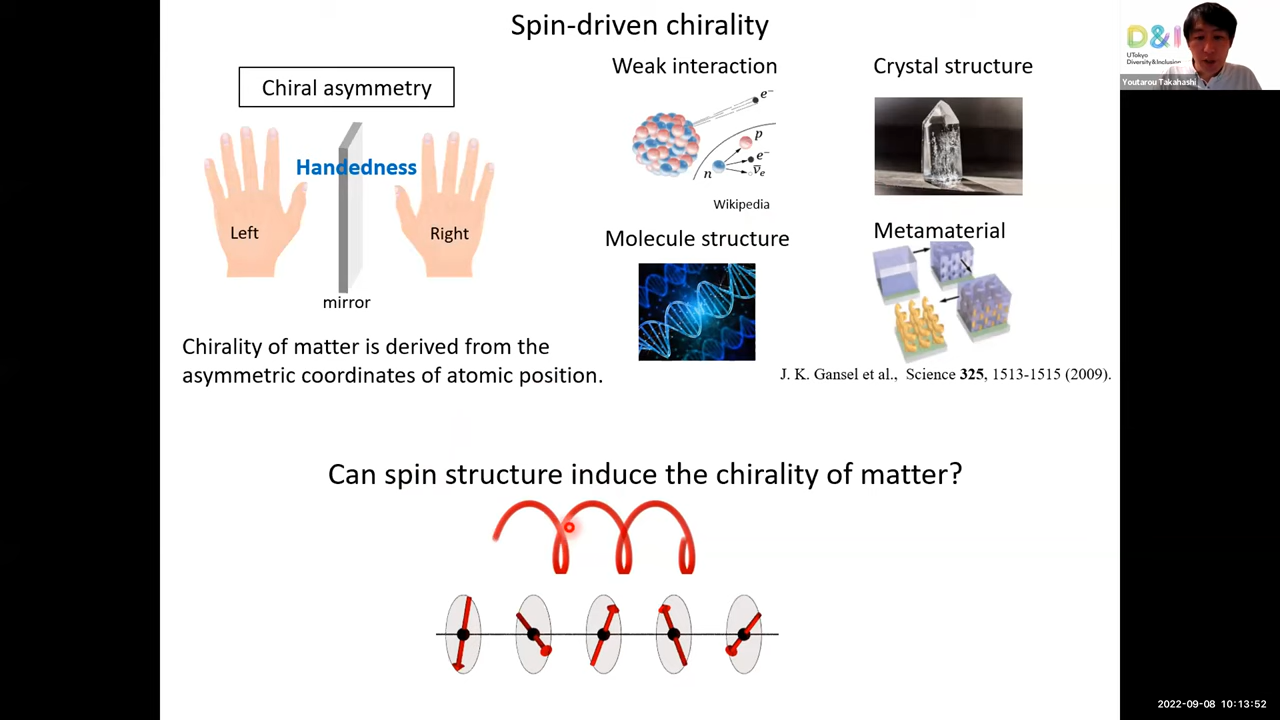 Spin-driven chirality
Chiral asymmetry
Handedness
Left
Right
mirror
Chirality of matter is derived from the
asymmetric coordinates of atomic position.
Weak interaction
e⁻
p
e⁻
n
ν̅ₑ
Wikipedia
Crystal structure
Molecule structure
Metamaterial
J. K. Gansel et al., Science 325, 1513-1515 (2009).
Can spin structure induce the chirality of matter?
D&I
UTokyo
Diversity & Inclusion
Youtarou Takahashi
2022-09-08 10:13:52